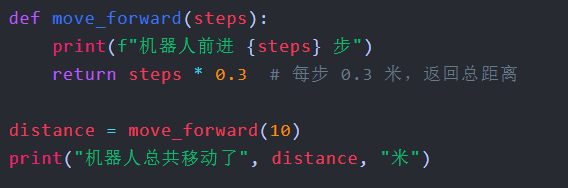 def move_forward(steps):
    print(f"机器人前进 {steps} 步")
    return steps * 0.3  # 每步 0.3 米，返回总距离

distance = move_forward(10)
print("机器人总共移动了", distance, "米")